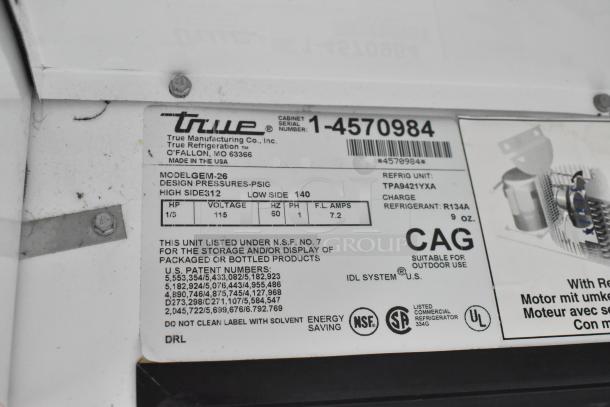 true®
True Manufacturing Co., Inc.
True Refrigeration ™
O'FALLON, MO 63366
MADE IN THE USA
CABINET SERIAL NUMBER: 1-4570984
*4570984*
MODEL GEM-26
DESIGN PRESSURES-PSIG
HIGH SIDE 312 LOW SIDE 140
REFRIG UNIT:
TPA9421YXA
CHARGE
REFRIGERANT: R134A
9 OZ.
HP VOLTAGE HZ PH F.L. AMPS
1/5 115 60 1 7.2
THIS UNIT LISTED UNDER N.S.F. NO. 7
FOR THE STORAGE AND/OR DISPLAY OF
PACKAGED OR BOTTLED PRODUCTS
GROUP
CAG
SUITABLE FOR
OUTDOOR USE
U.S. PATENT NUMBERS:
5,553,354/5,433,082/5,182,923
5,182,924/5,076,443/4,955,486
4,890,746/4,875,745/4,127,968
D273,298/C271,107/5,584,547
2,045,722/5,699,676/6,792,769
IDL SYSTEM ® U.S.
DO NOT CLEAN LABEL WITH SOLVENT
ENERGY
SAVING
NSF®
SA
LISTED
COMMERCIAL
REFRIGERATOR
334G
UL
DRL
With Re
Motor mit umke
Moteur avec se
Con m